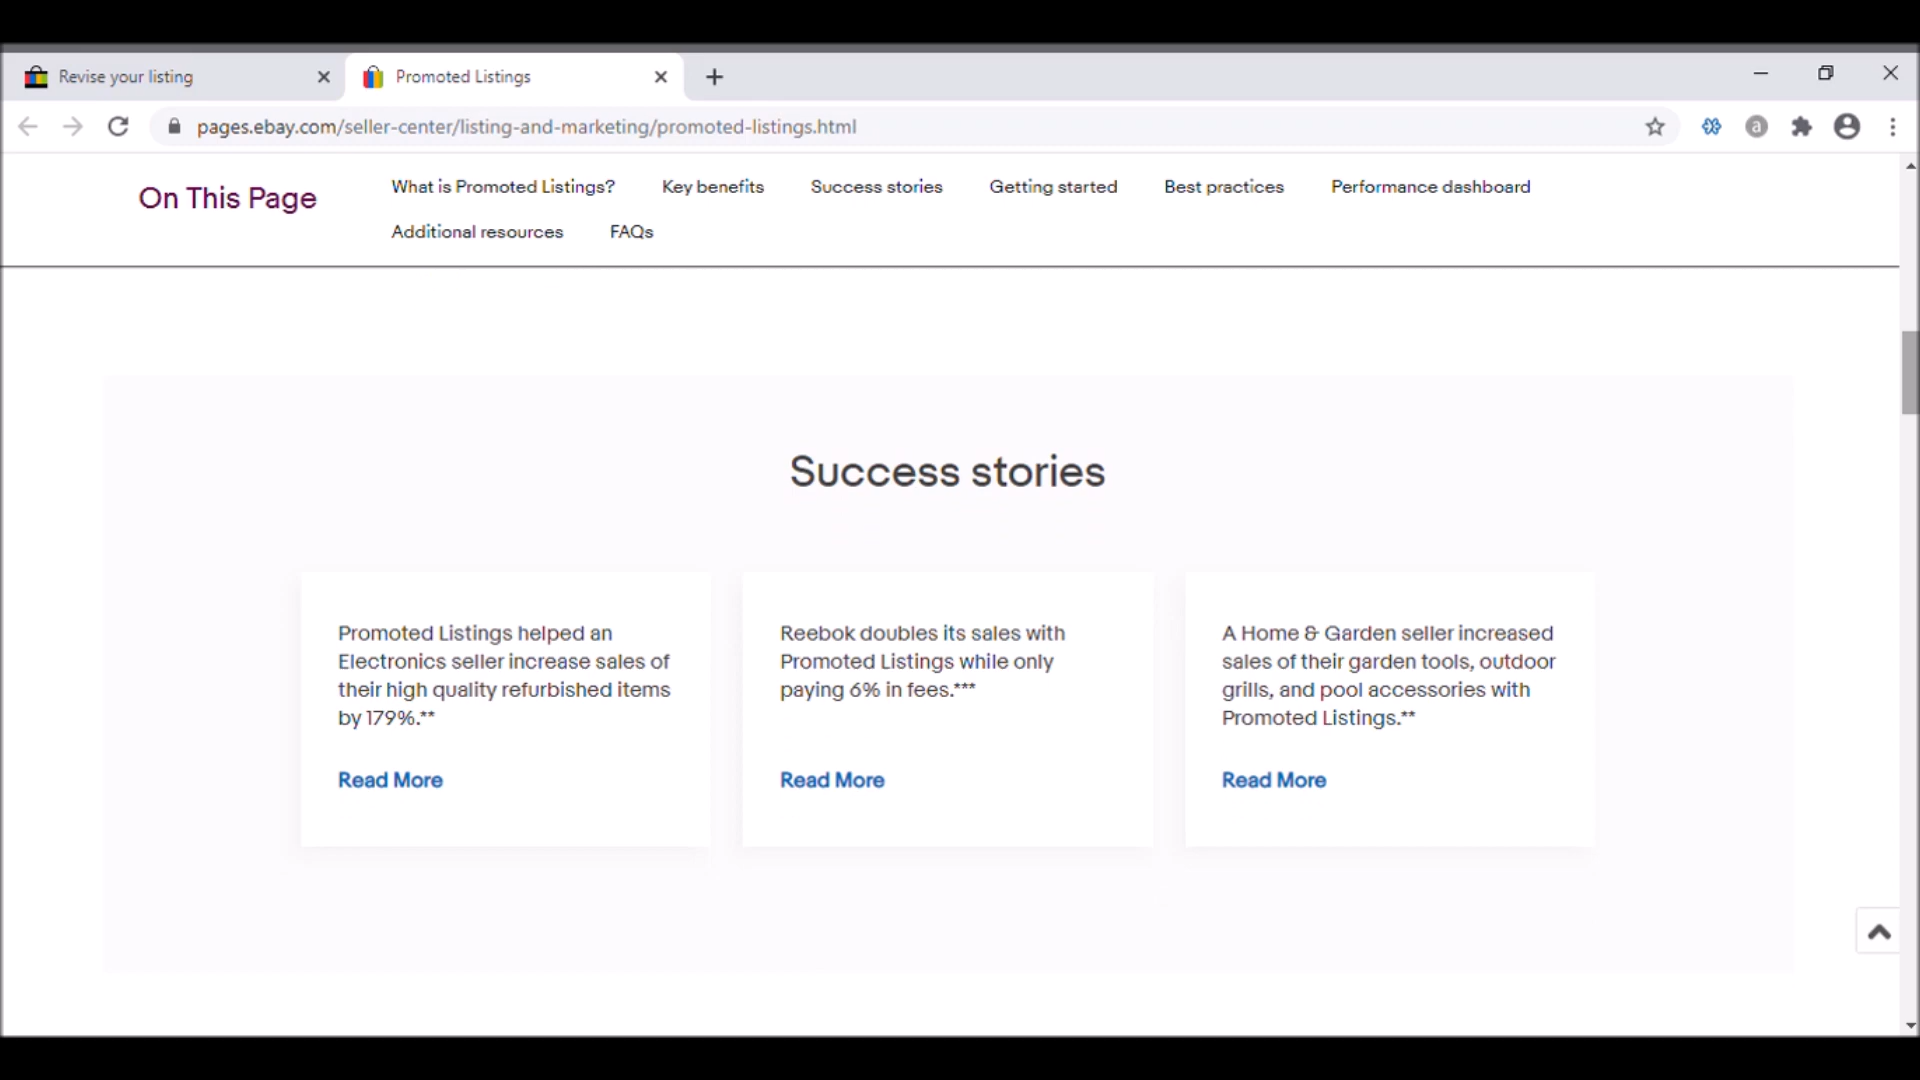 Revise your listing
Promoted Listings
pages.ebay.com/seller-center/listing-and-marketing/promoted-listings.html
a
On This Page
What is Promoted Listings?
Key benefits
Success stories
Getting started
Best practices
Performance dashboard
Additional resources
FAQs
Success stories
Promoted Listings helped an
Electronics seller increase sales of
their high quality refurbished items
by 179%.**
Read More
Reebok doubles its sales with
Promoted Listings while only
paying 6% in fees.***
Read More
A Home & Garden seller increased
sales of their garden tools, outdoor
grills, and pool accessories with
Promoted Listings.**
Read More